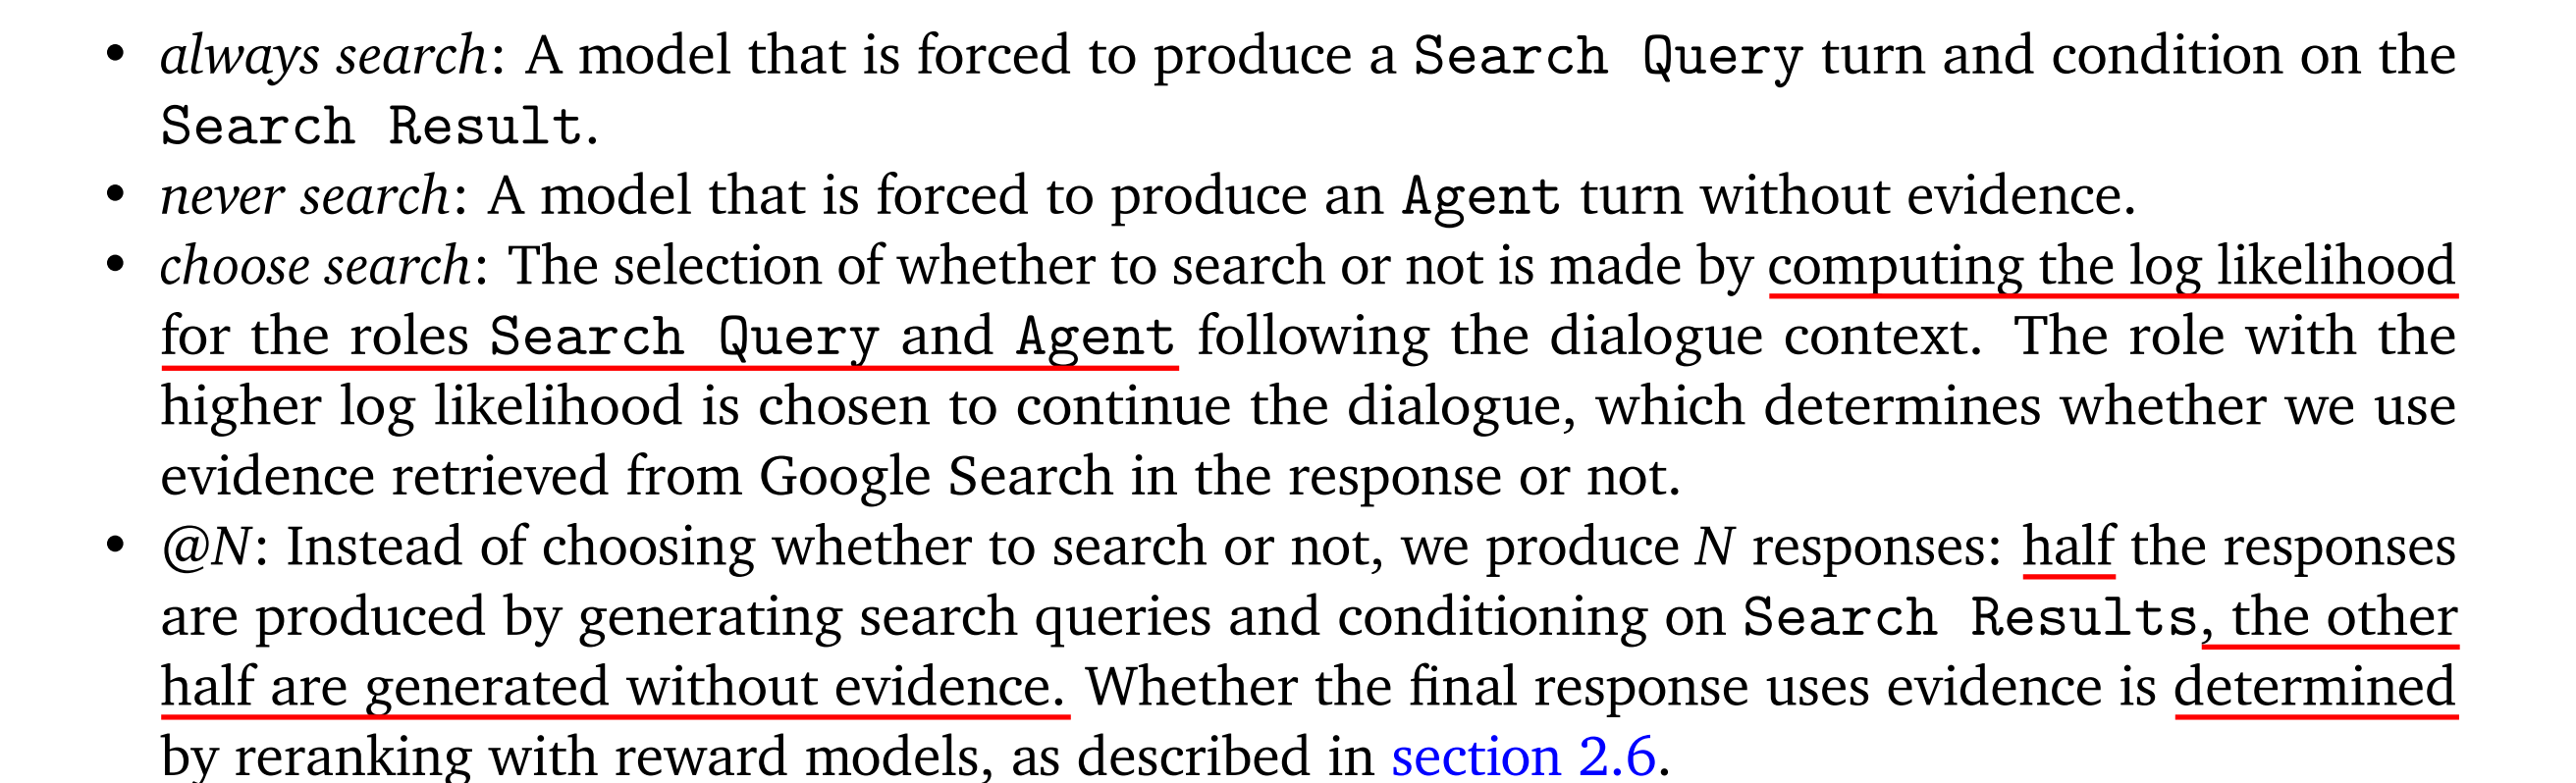 • always search: A model that is forced to produce a Search Query turn and condition on the
Search Result.
• never search: A model that is forced to produce an Agent turn without evidence.
• choose search: The selection of whether to search or not is made by computing the log likelihood
for the roles Search Query and Agent following the dialogue context. The role with the
higher log likelihood is chosen to continue the dialogue, which determines whether we use
evidence retrieved from Google Search in the response or not.
• @N: Instead of choosing whether to search or not, we produce N responses: half the responses
are produced by generating search queries and conditioning on Search Results, the other
half are generated without evidence. Whether the final response uses evidence is determined
by reranking with reward models, as described in section 2.6.